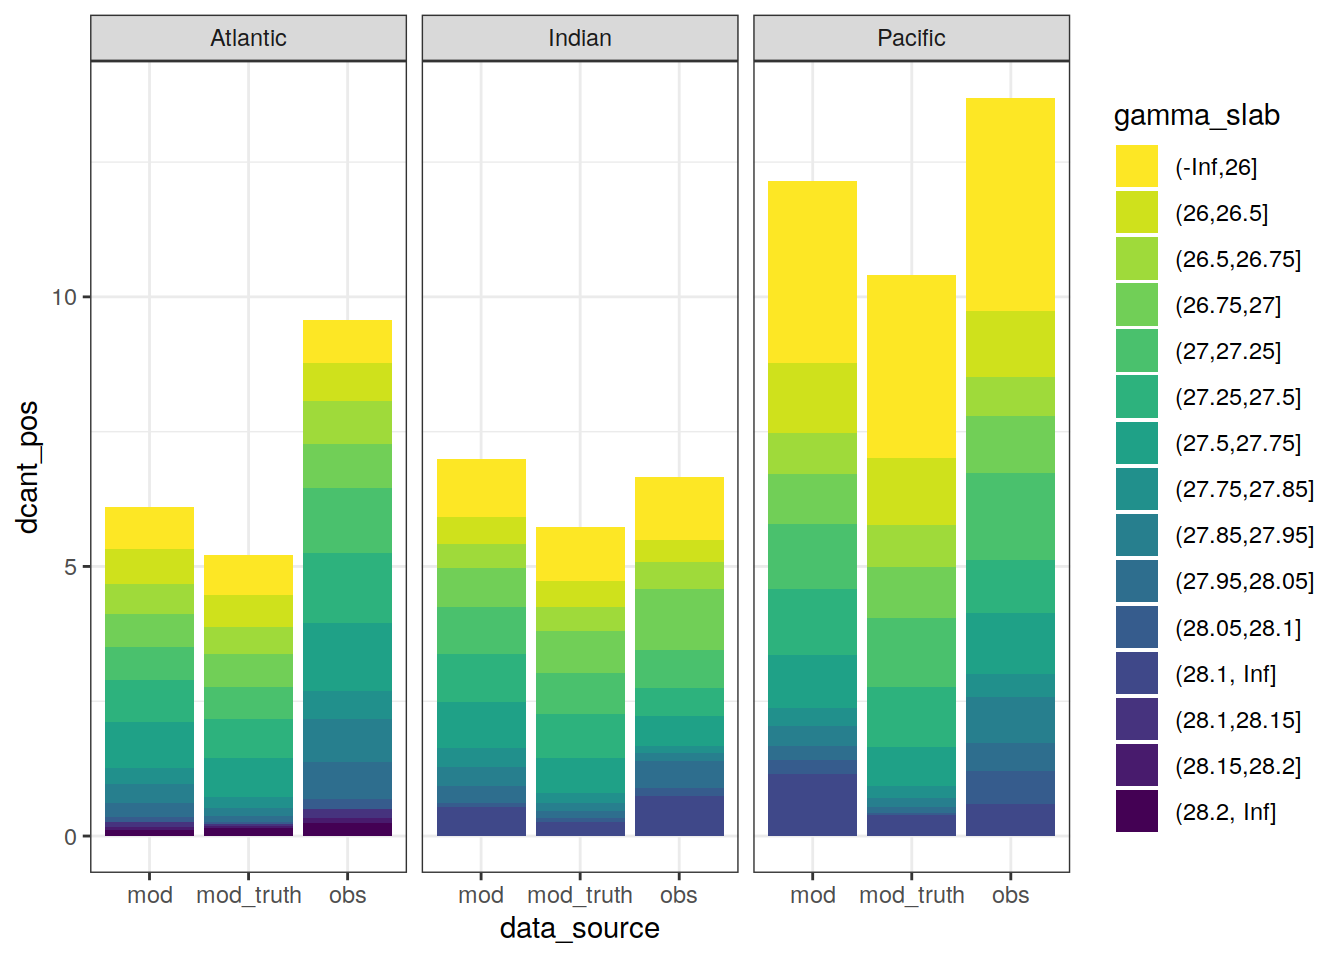 Atlantic
Indian
Pacific
dcant_pos
10
5
0
mod
mod_truth
obs
mod
mod_truth
obs
mod
mod_truth
obs
data_source
gamma_slab
(-Inf,26]
(26,26.5]
(26.5,26.75]
(26.75,27]
(27,27.25]
(27.25,27.5]
(27.5,27.75]
(27.75,27.85]
(27.85,27.95]
(27.95,28.05]
(28.05,28.1]
(28.1, Inf]
(28.1,28.15]
(28.15,28.2]
(28.2, Inf]